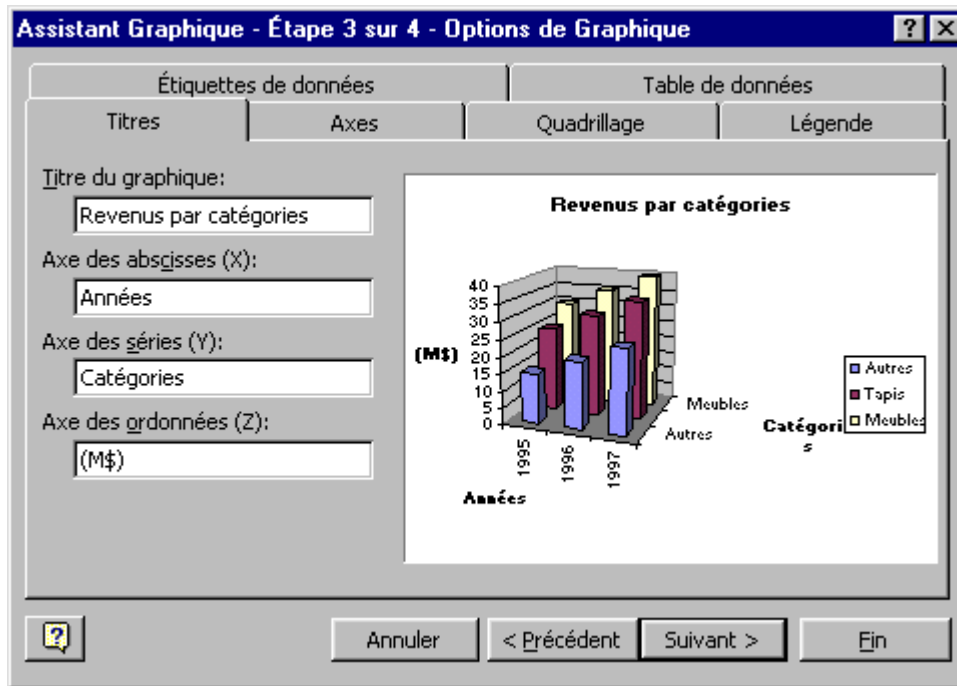 Assistant Graphique - Étape 3 sur 4 - Options de Graphique
Étiquettes de données
Table de données
Titres
Axes
Quadrillage
Légende
Titre du graphique:
Revenus par catégories
Axe des abscisses (X):
Années
Axe des séries (Y):
Catégories
Axe des ordonnées (Z):
(M$)
Revenus par catégories
40
35
30
25
20
15
10
5
0
(M$)
1995
1996
1997
Années
Meubles
Autres
Catégori
s
Autres
Tapis
Meubles
Annuler
< Précédent
Suivant >
Fin